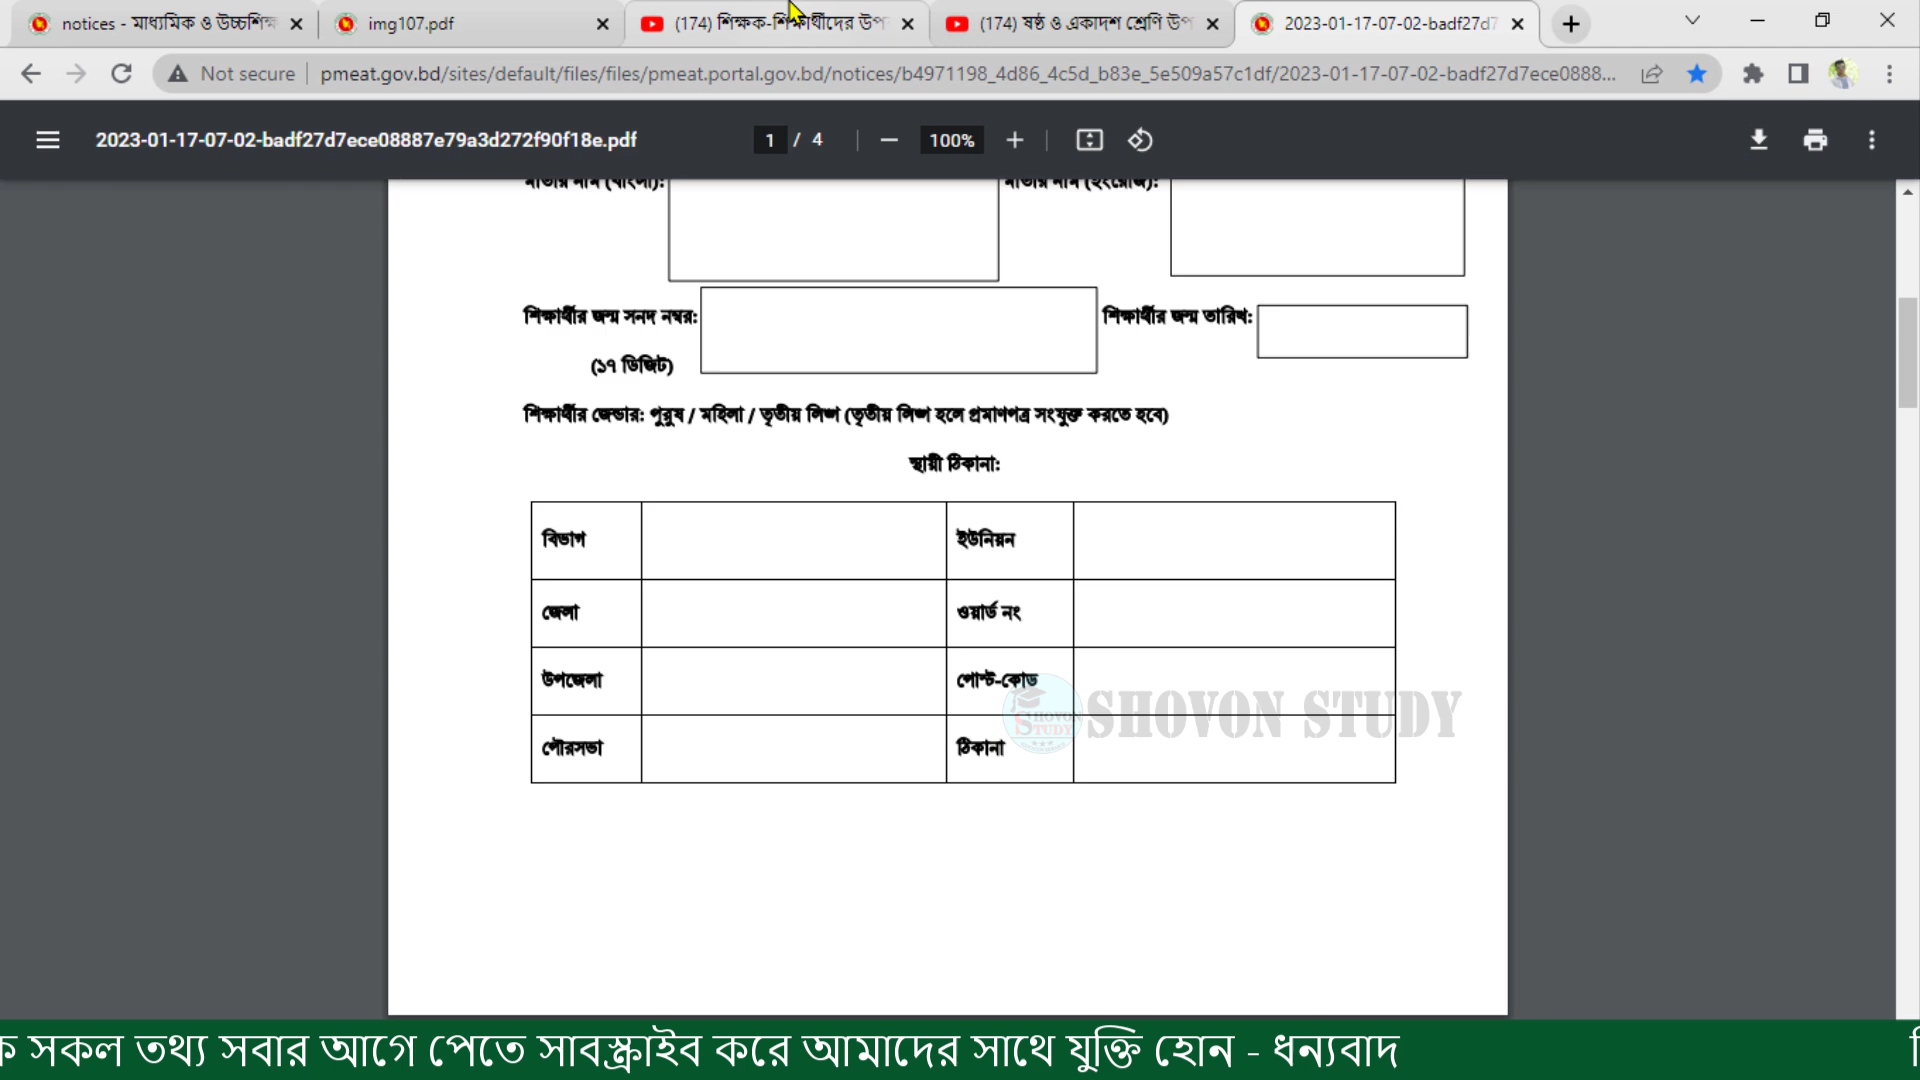 notices - মাধ্যমিক ও উচ্চশিক্ষ
img107.pdf
(174) শিক্ষক-শিক্ষার্থীদের উপ
(174) ষষ্ঠ ও একাদশ শ্রেণি উপ
2023-01-17-07-02-badf27d7
Not secure
pmeat.gov.bd/sites/default/files/files/pmeat.portal.gov.bd/notices/b4971198_4d86_4c5d_b83e_5e509a57c1df/2023-01-17-07-02-badf27d7ece0888...
2023-01-17-07-02-badf27d7ece08887e79a3d272f90f18e.pdf
1 / 4
100%
মাতার নাম (বাংলা):
মাতার নাম (ইংরেজি):
শিক্ষার্থীর জন্ম সনদ নম্বর:
শিক্ষার্থীর জন্ম তারিখ:
(১৭ ডিজিট)
শিক্ষার্থীর জেন্ডার: পুরুষ / মহিলা / তৃতীয় লিঙ্গ (তৃতীয় লিঙ্গ হলে প্রমাণপত্র সংযুক্ত করতে হবে)
স্থায়ী ঠিকানা:
বিভাগ
ইউনিয়ন
জেলা
ওয়ার্ড নং
উপজেলা
পোস্ট-কোড
পৌরসভা
ঠিকানা
SHOVON STUDY
SHOVON STUDY
ক সকল তথ্য সবার আগে পেতে সাবস্ক্রাইব করে আমাদের সাথে যুক্তি হোন - ধন্যবাদ